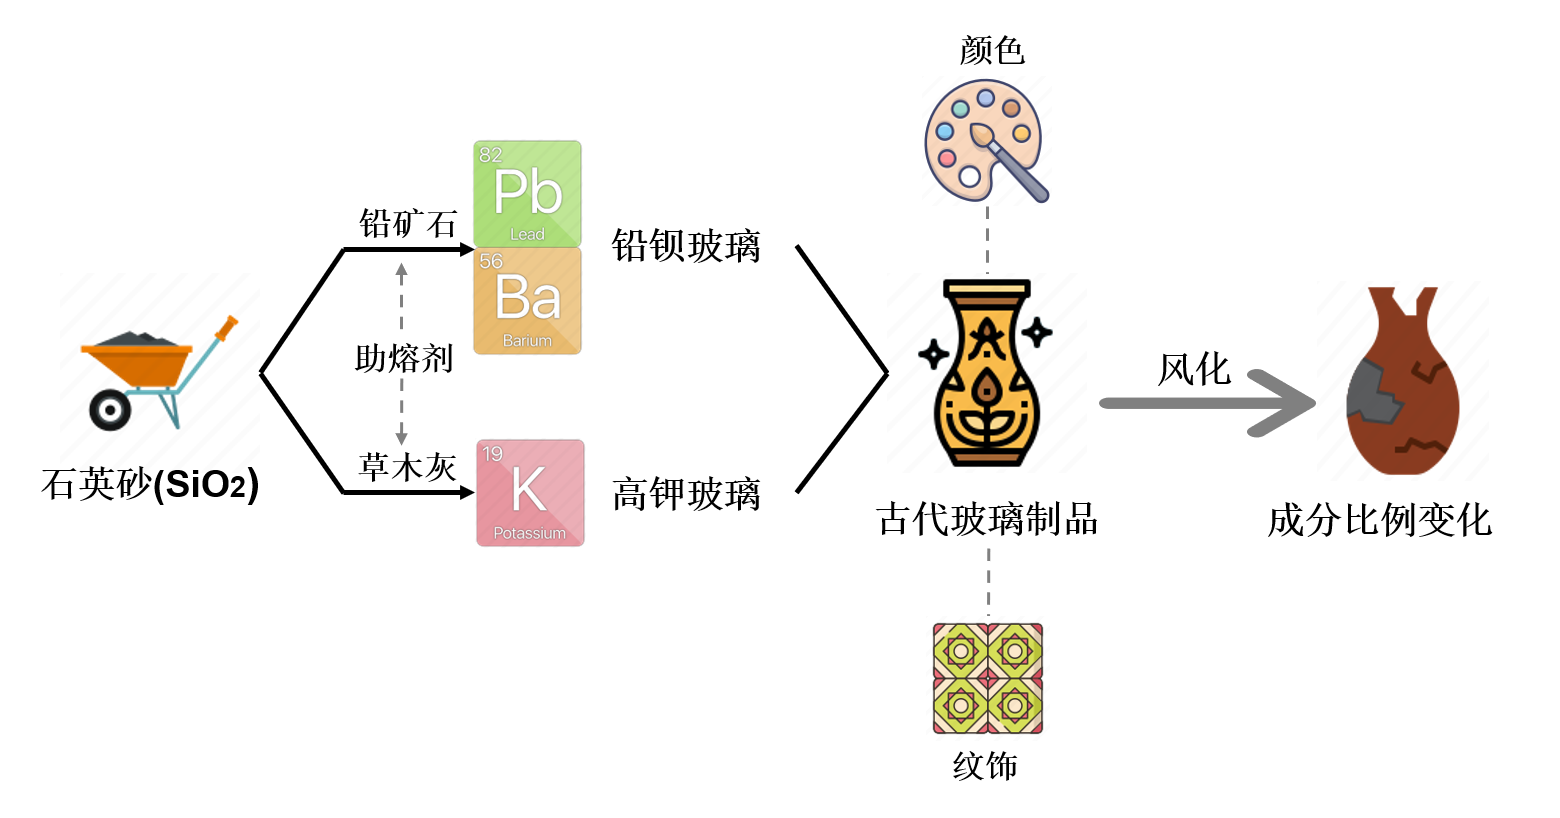 颜色
82
Pb
Lead
铅矿石
铅钡玻璃
56
Ba
Barium
助熔剂
风化
草木灰
19
K
Potassium
高钾玻璃
石英砂(SiO2)
古代玻璃制品
成分比例变化
纹饰